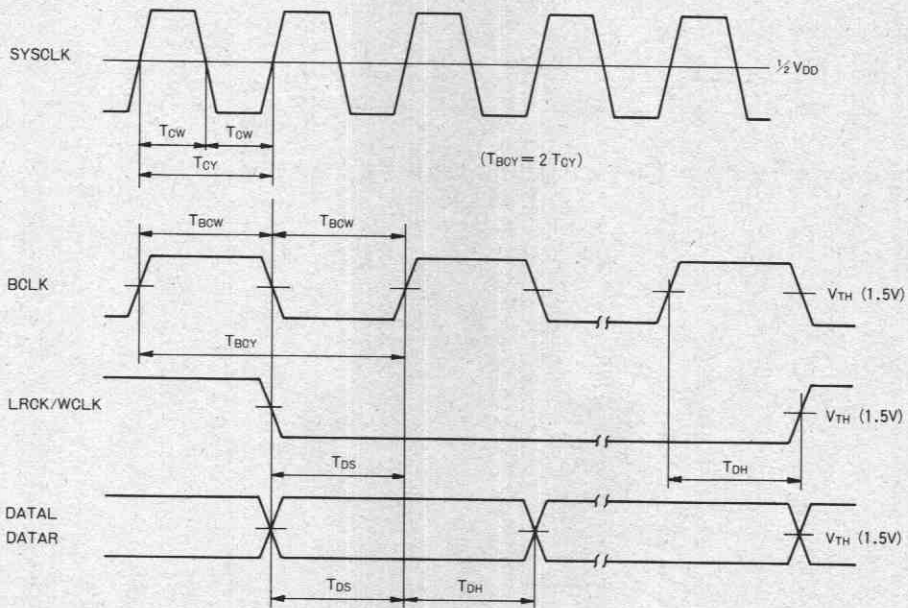 SYSCLK
½ VDD
TCW TCW
TCY
(TBCY = 2 TCY)
TBCW TBCW
BCLK
VTH (1.5V)
TBCY
LRCK/WCLK
VTH (1.5V)
TDS
TDH
DATAL
DATAR
VTH (1.5V)
TDS TDH